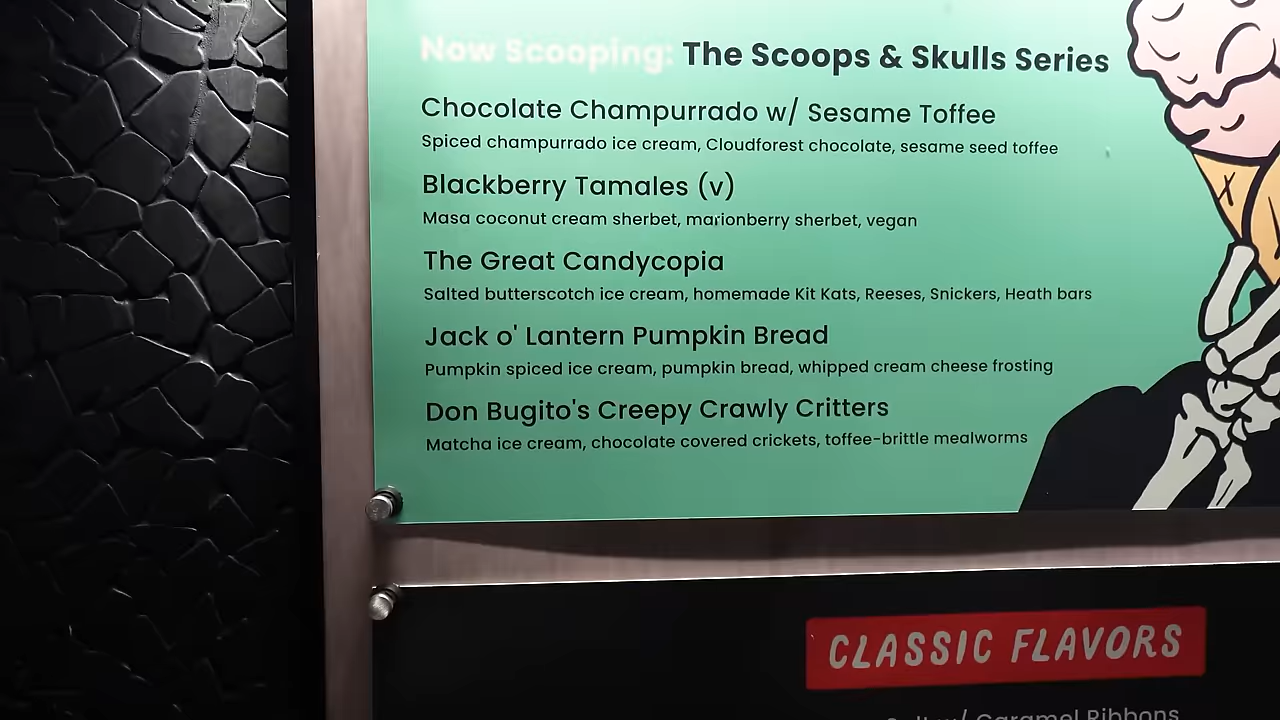 Now Scooping: The Scoops & Skulls Series
Chocolate Champurrado w/ Sesame Toffee
Spiced champurrado ice cream, Cloudforest chocolate, sesame seed toffee
Blackberry Tamales (v)
Masa coconut cream sherbet, marionberry sherbet, vegan
The Great Candycopia
Salted butterscotch ice cream, homemade Kit Kats, Reeses, Snickers, Heath bars
Jack o' Lantern Pumpkin Bread
Pumpkin spiced ice cream, pumpkin bread, whipped cream cheese frosting
Don Bugito's Creepy Crawly Critters
Matcha ice cream, chocolate covered crickets, toffee-brittle mealworms
CLASSIC FLAVORS
w/ Caramel Ribbons